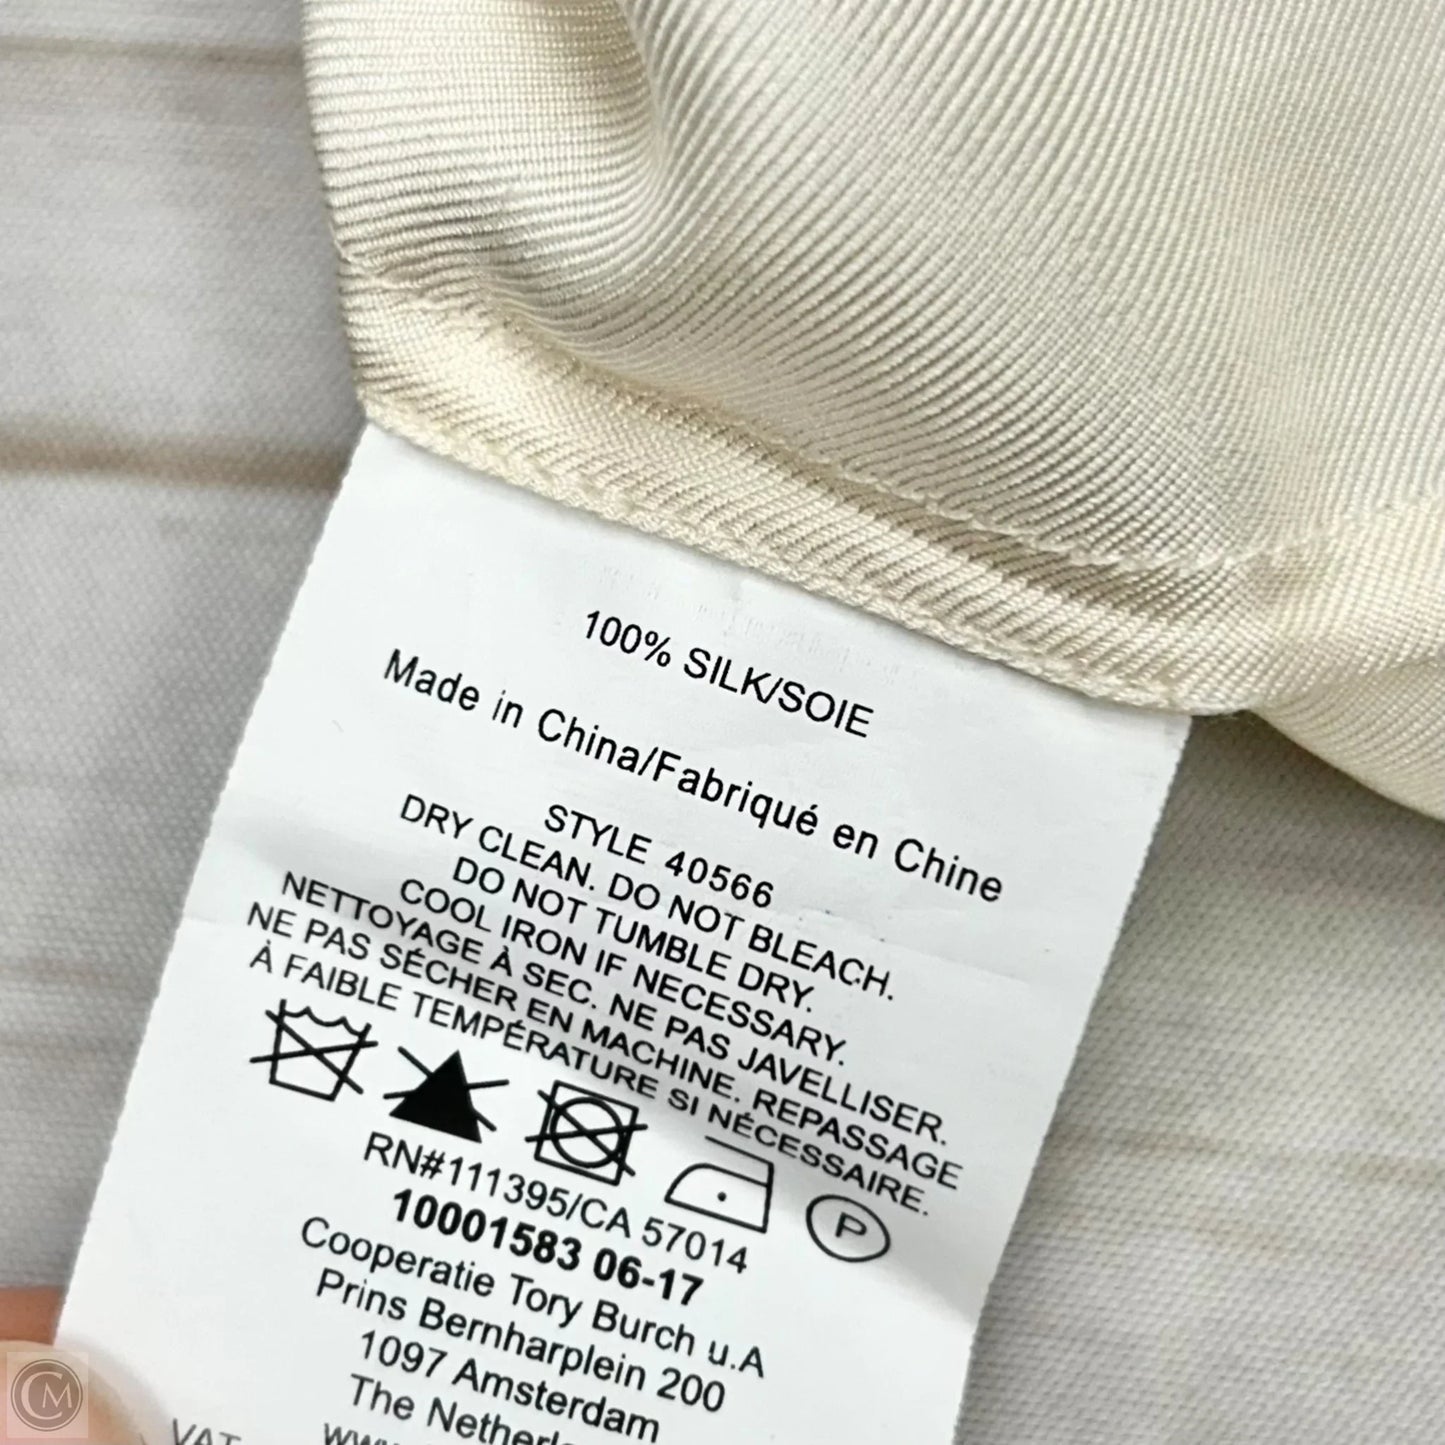 100% SILK/SOIE
Made in China/Fabriqué en Chine
STYLE 40566
DRY CLEAN. DO NOT BLEACH.
DO NOT TUMBLE DRY.
COOL IRON IF NECESSARY.
NETTOYAGE À SEC. NE PAS JAVELLISER.
NE PAS SÉCHER EN MACHINE. REPASSAGE
À FAIBLE TEMPÉRATURE SI NÉCESSAIRE.
P
RN#111395/CA 57014
10001583 06-17
Cooperatie Tory Burch u.A
Prins Bernharplein 200
1097 Amsterdam
The
VAT
CM